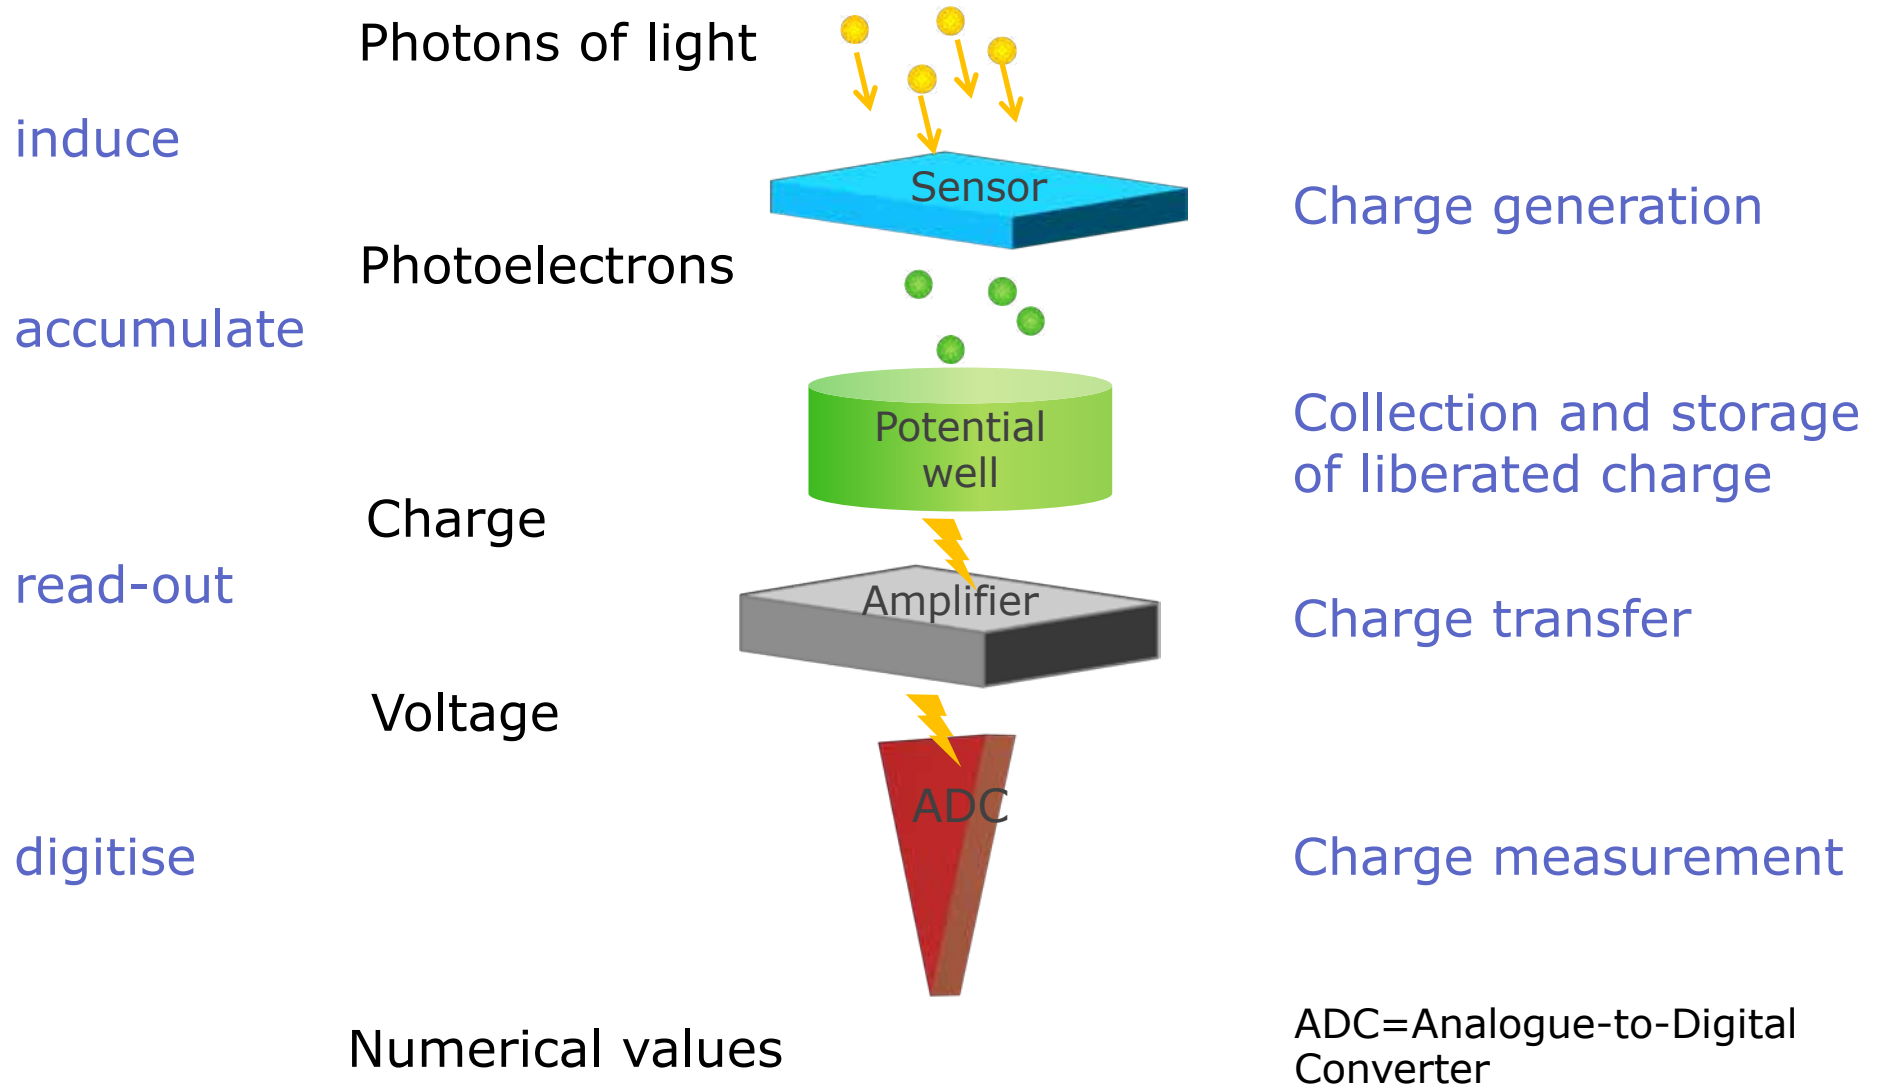 Photons of light
induce
Sensor
Charge generation
Photoelectrons
accumulate
Potential
well
Collection and storage
of liberated charge
Charge
read-out
Amplifier
Charge transfer
Voltage
ADC
digitise
Charge measurement
Numerical values
ADC=Analogue-to-Digital
Converter